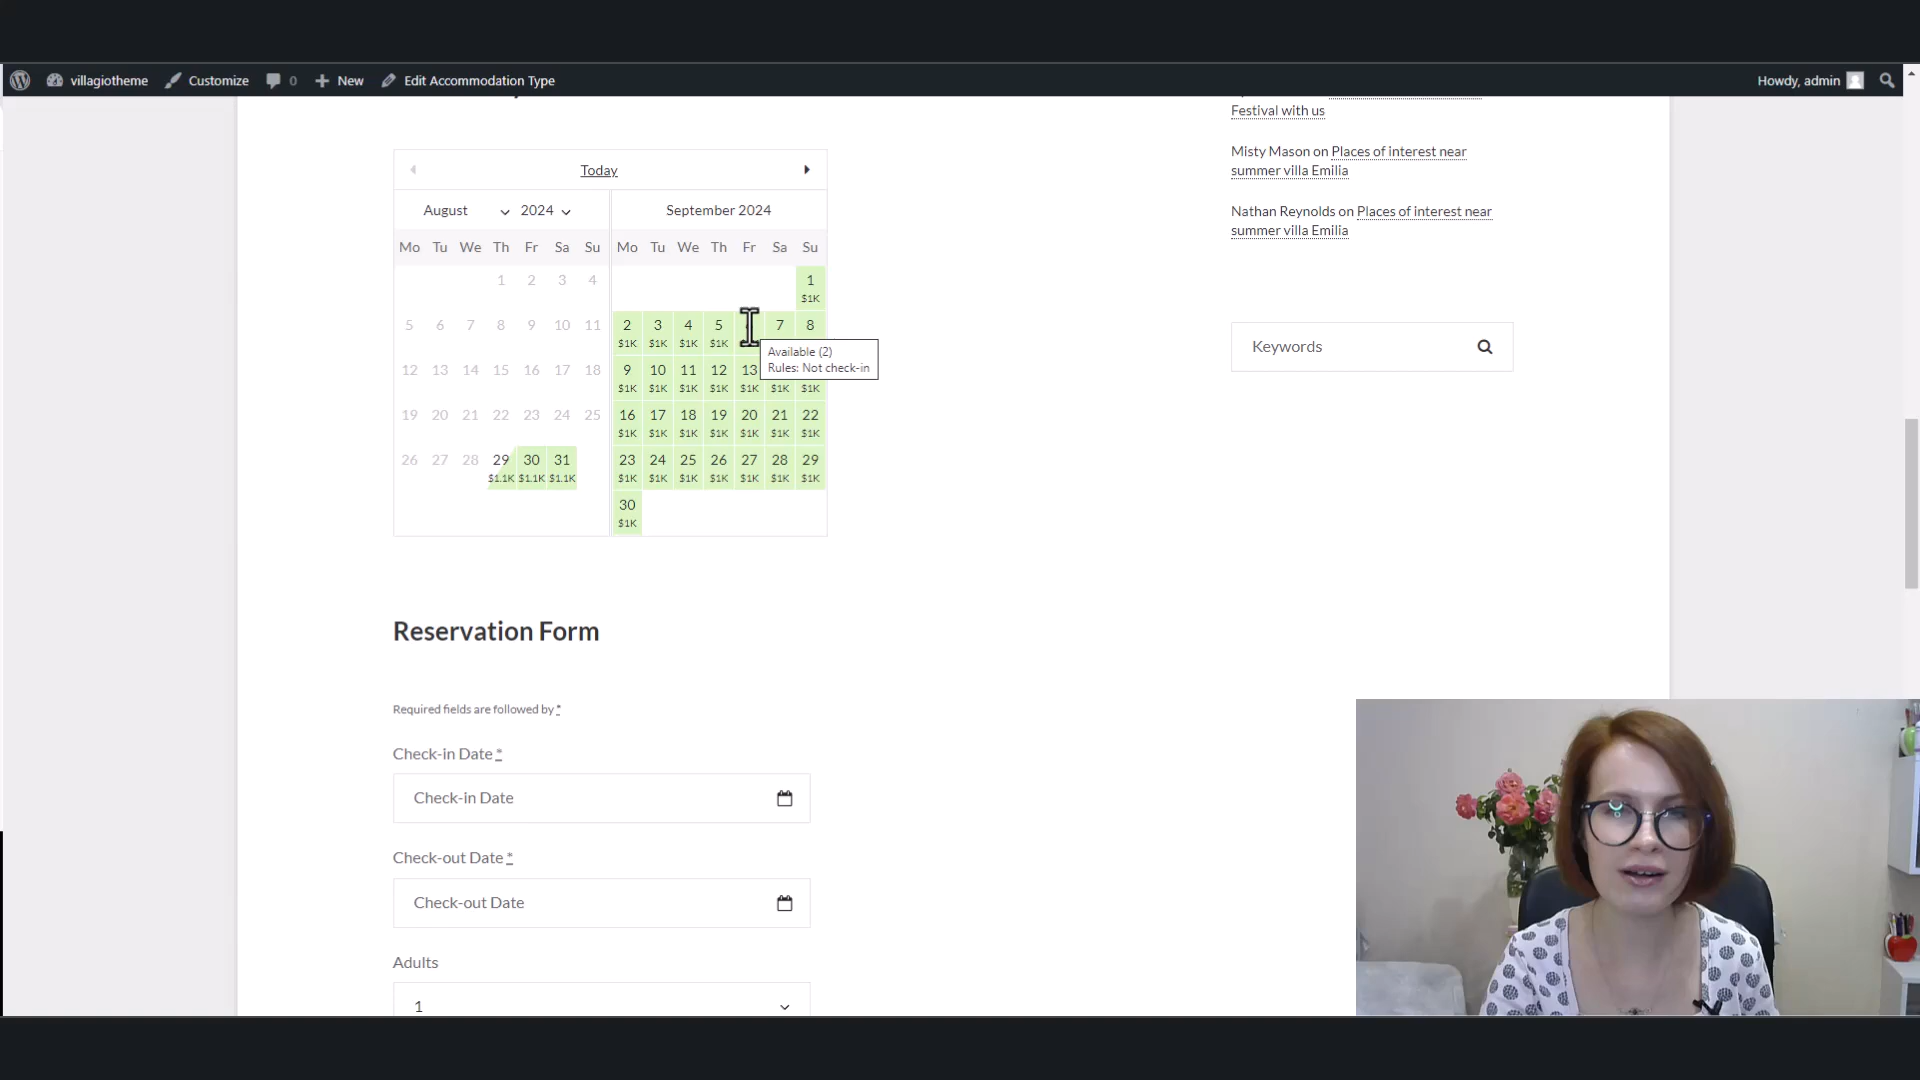 villagiotheme Customize 0 New Edit Accommodation Type Howdy, admin
Festival with us
Misty Mason on Places of interest near
summer villa Emilia
Nathan Reynolds on Places of interest near
summer villa Emilia
Keywords
Today
August 2024 September 2024
Mo Tu We Th Fr Sa Su Mo Tu We Th Fr Sa Su
1 2 3 4 1
$1K
5 6 7 8 9 10 11 2 3 4 5 7 8
$1K $1K $1K $1K
Available (2)
Rules: Not check-in
12 13 14 15 16 17 18 9 10 11 12 13
$1K $1K $1K $1K $1K $1K $1K
19 20 21 22 23 24 25 16 17 18 19 20 21 22
$1K $1K $1K $1K $1K $1K $1K
26 27 28 29 30 31 23 24 25 26 27 28 29
$1.1K $1.1K $1.1K $1K $1K $1K $1K $1K $1K $1K
30
$1K
Reservation Form
Required fields are followed by *
Check-in Date *
Check-in Date
Check-out Date *
Check-out Date
Adults
1